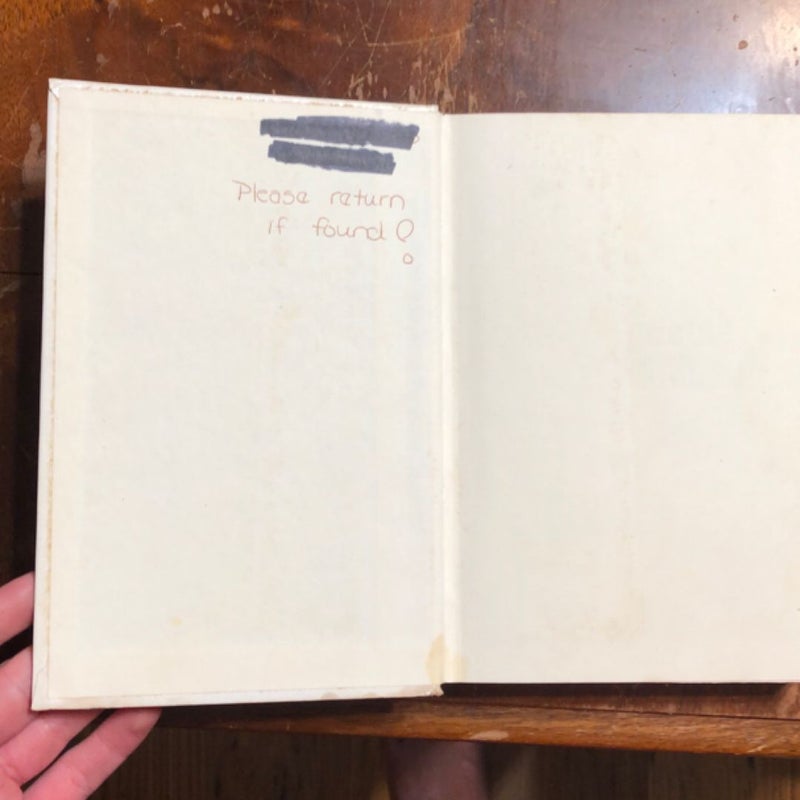 Please return
if found!